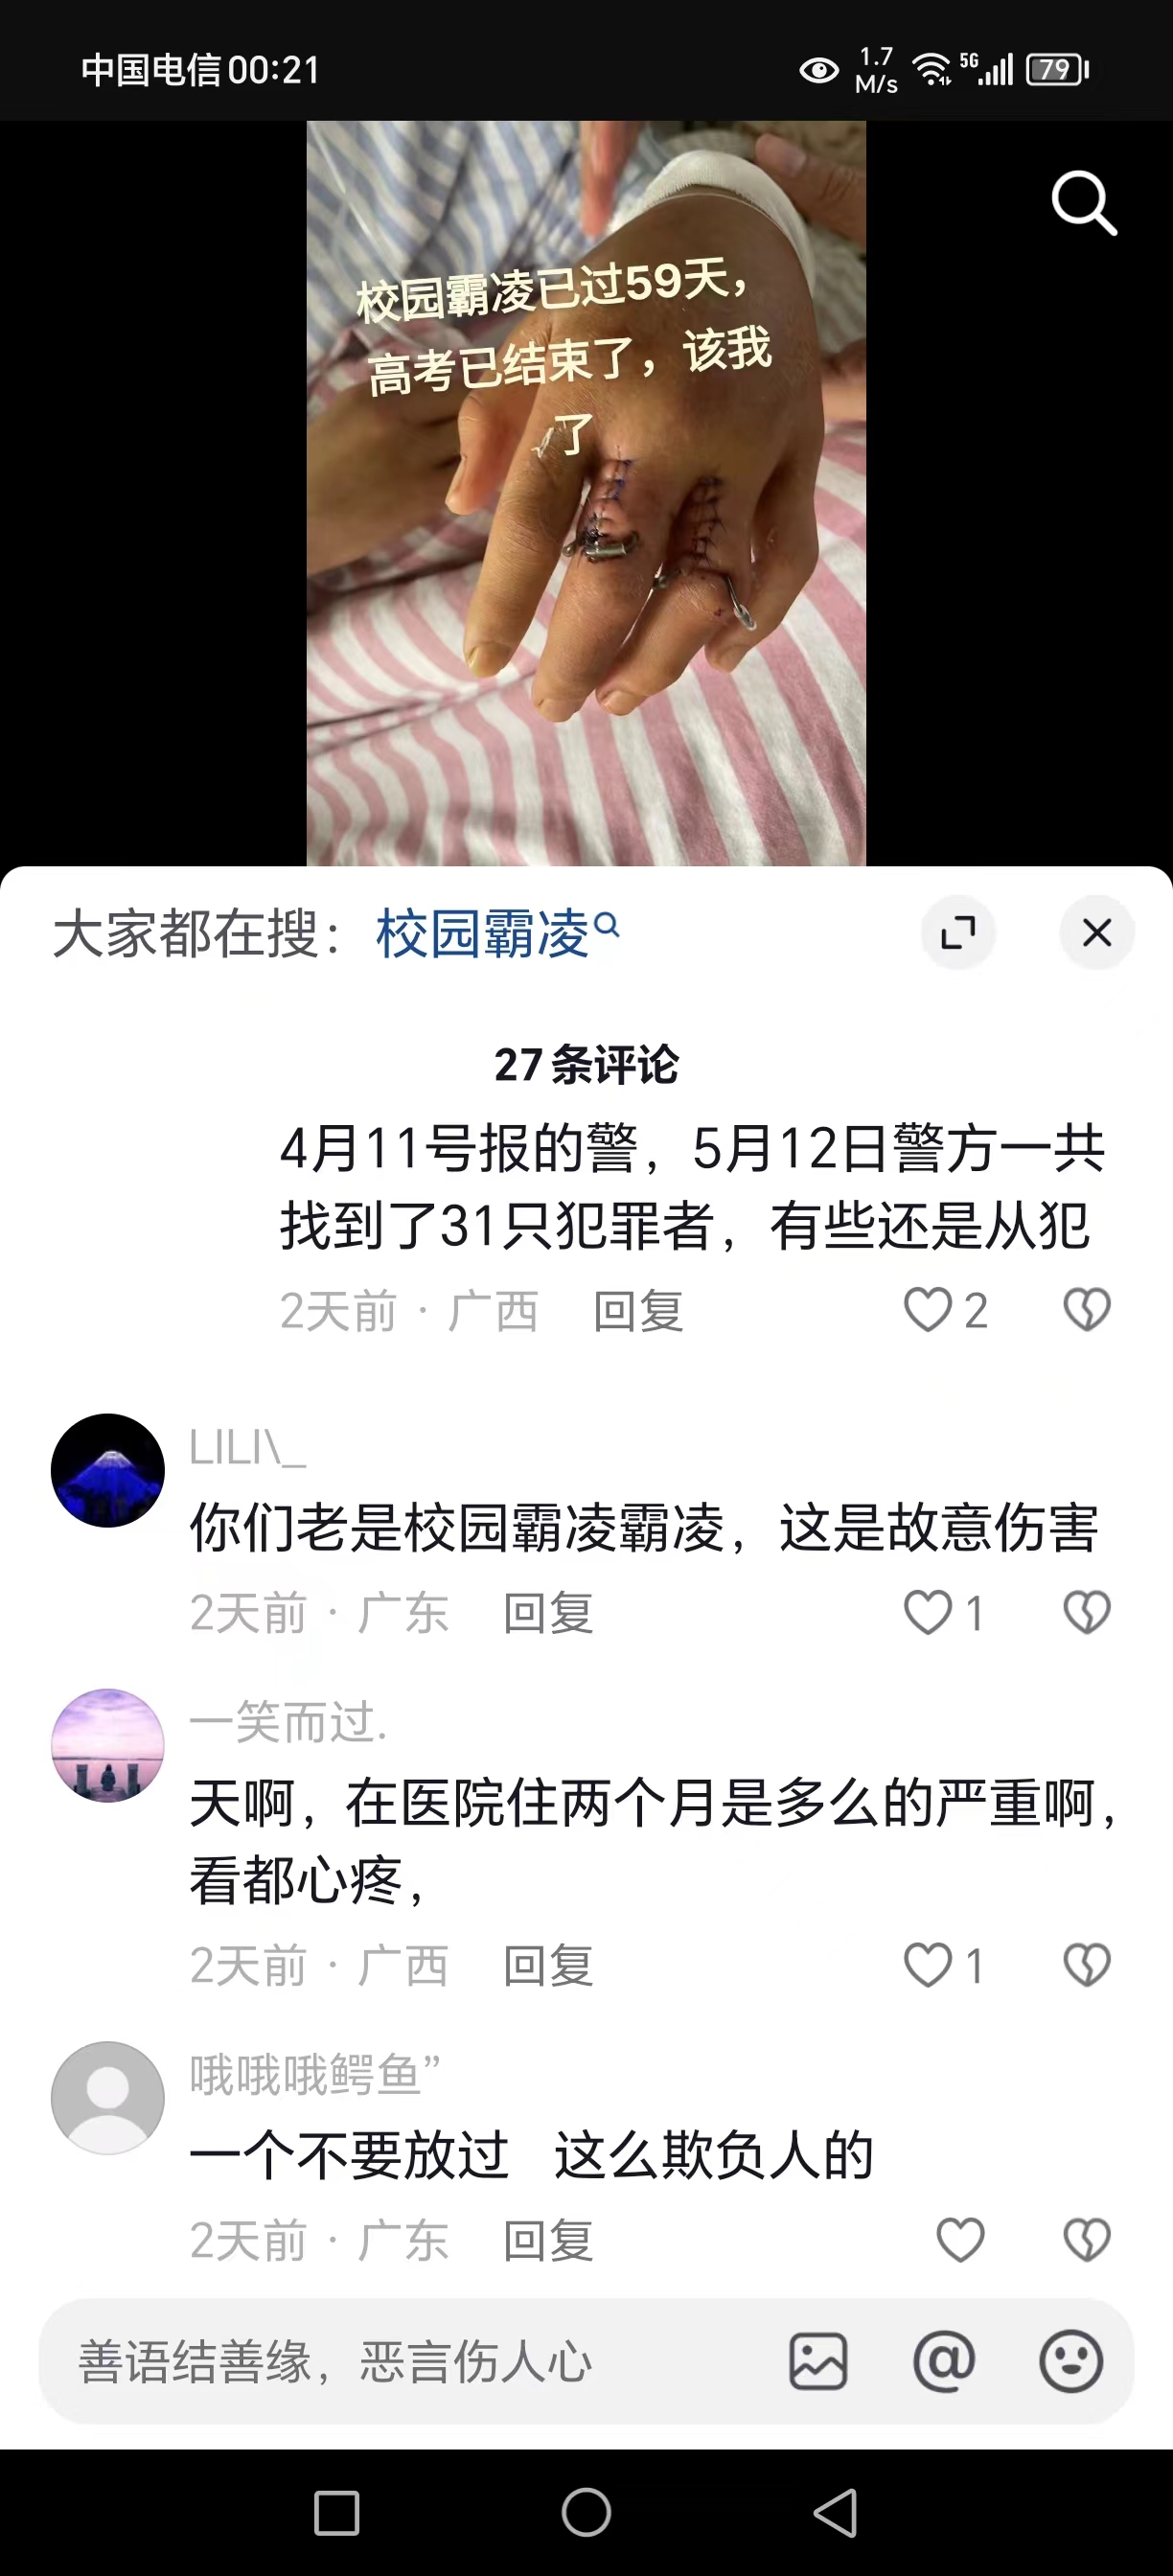 中国电信00:21
1.7
M/s
5G
79
校园霸凌已过59天，
高考已结束了，该我
了
大家都在搜：校园霸凌
27条评论
4月11号报的警，5月12日警方一共
找到了31只犯罪者，有些还是从犯
2天前 · 广西 回复 2
LILI\_
你们老是校园霸凌霸凌，这是故意伤害
2天前 · 广东 回复 1
一笑而过.
天啊，在医院住两个月是多么的严重啊，
看都心疼，
2天前 · 广西 回复 1
哦哦哦鳄鱼”
一个不要放过 这么欺负人的
2天前 · 广东 回复
善语结善缘，恶言伤人心